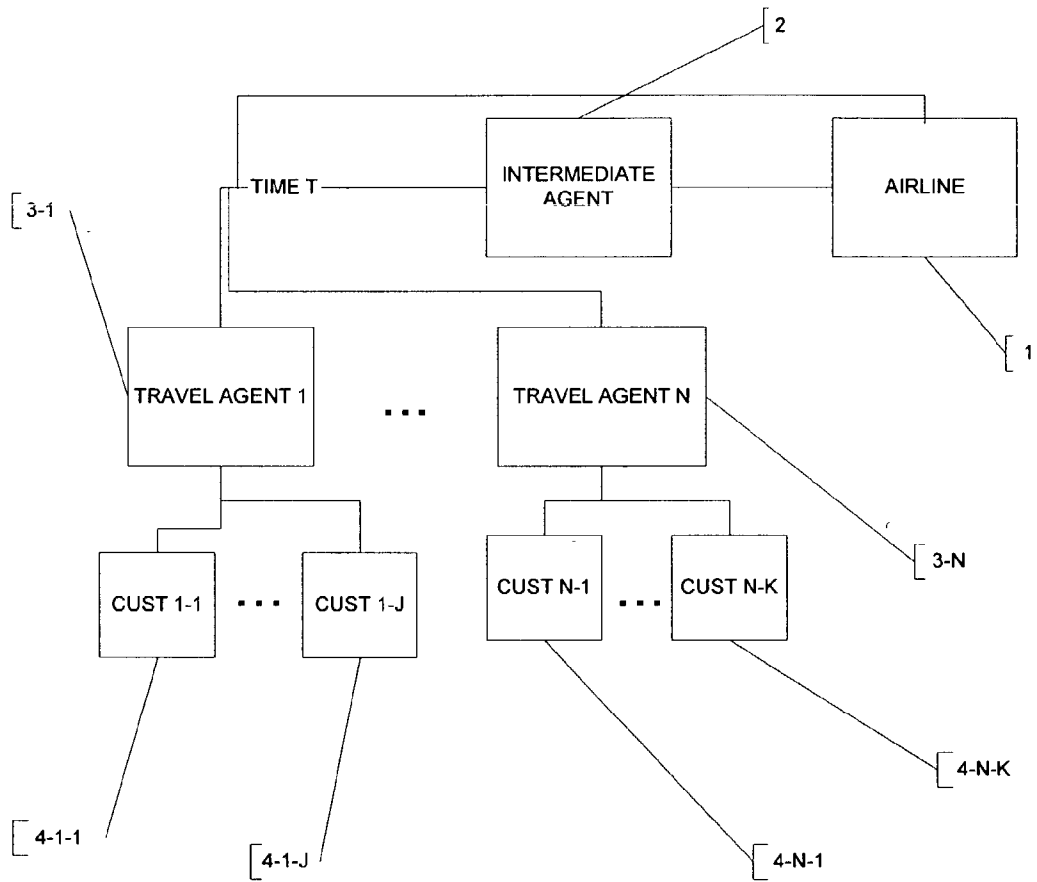 2
INTERMEDIATE
AGENT
AIRLINE
TIME T
3-1
1
TRAVEL AGENT 1
...
TRAVEL AGENT N
3-N
CUST 1-1
...
CUST 1-J
CUST N-1
...
CUST N-K
4-N-K
4-1-1
4-1-J
4-N-1